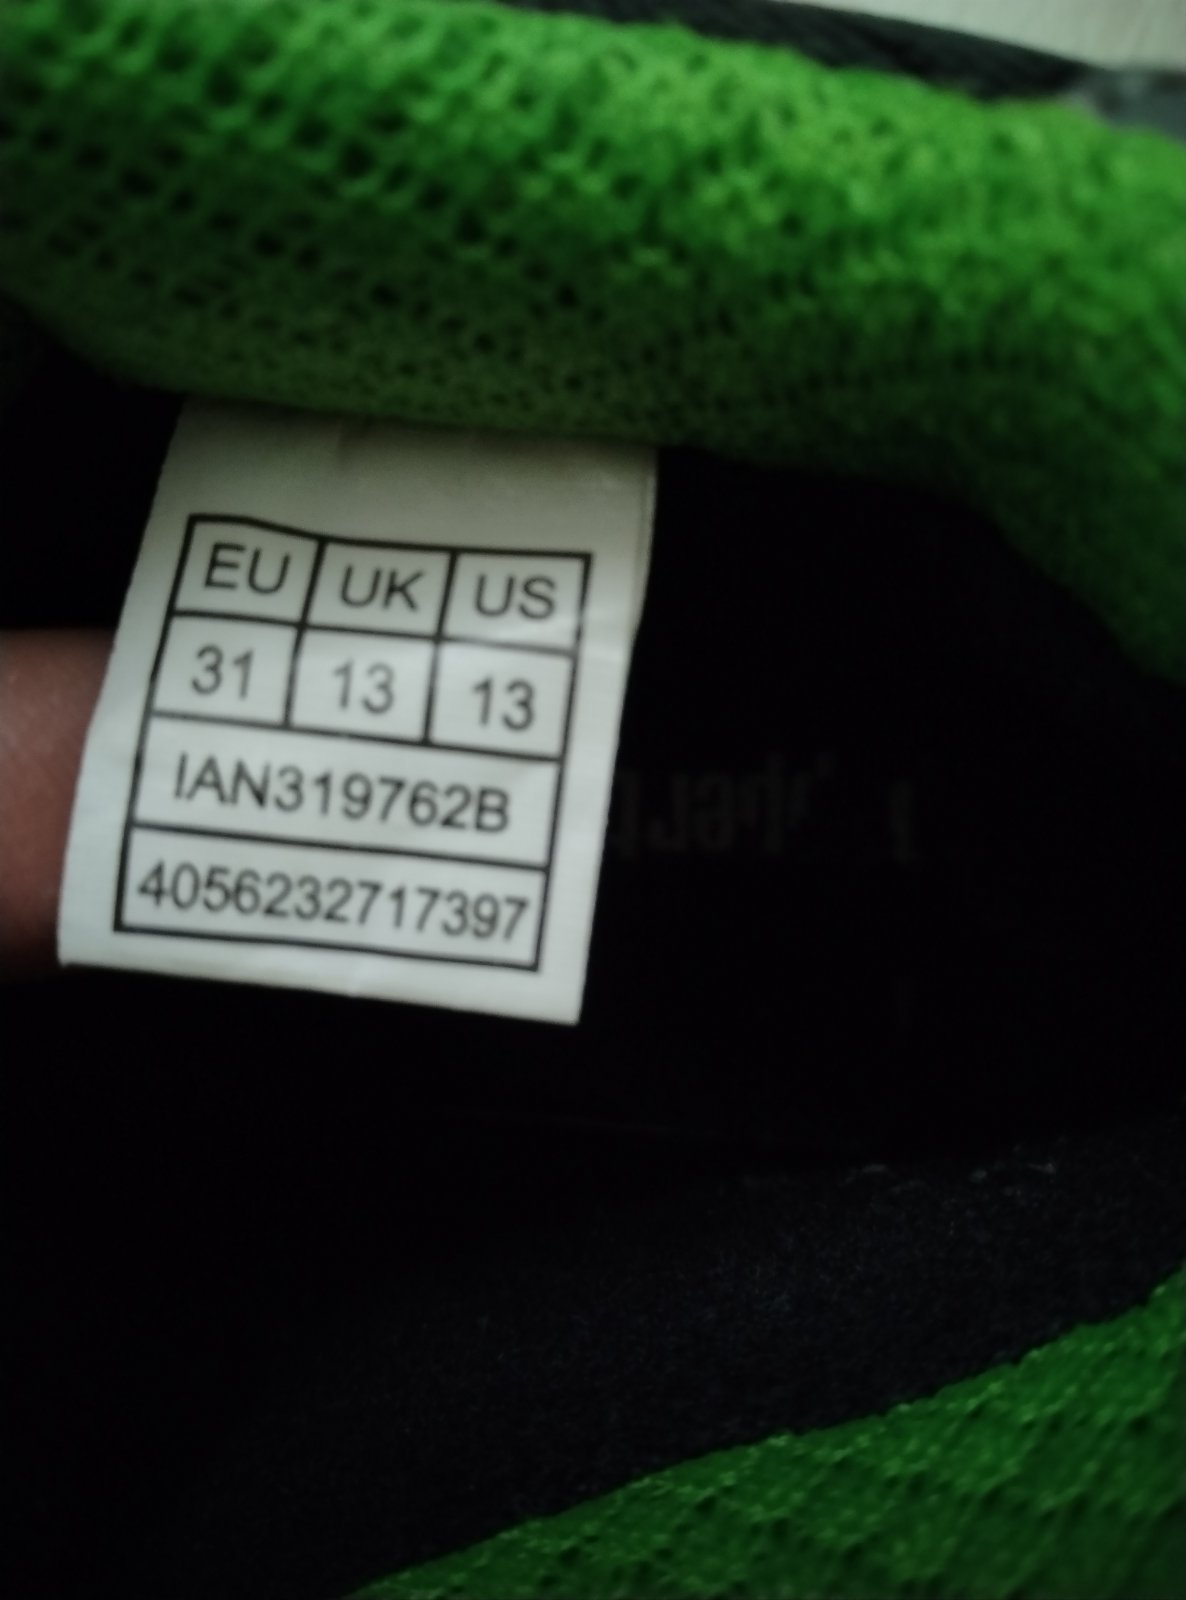 EU UK US
31 13 13
IAN319762B
4056232717397